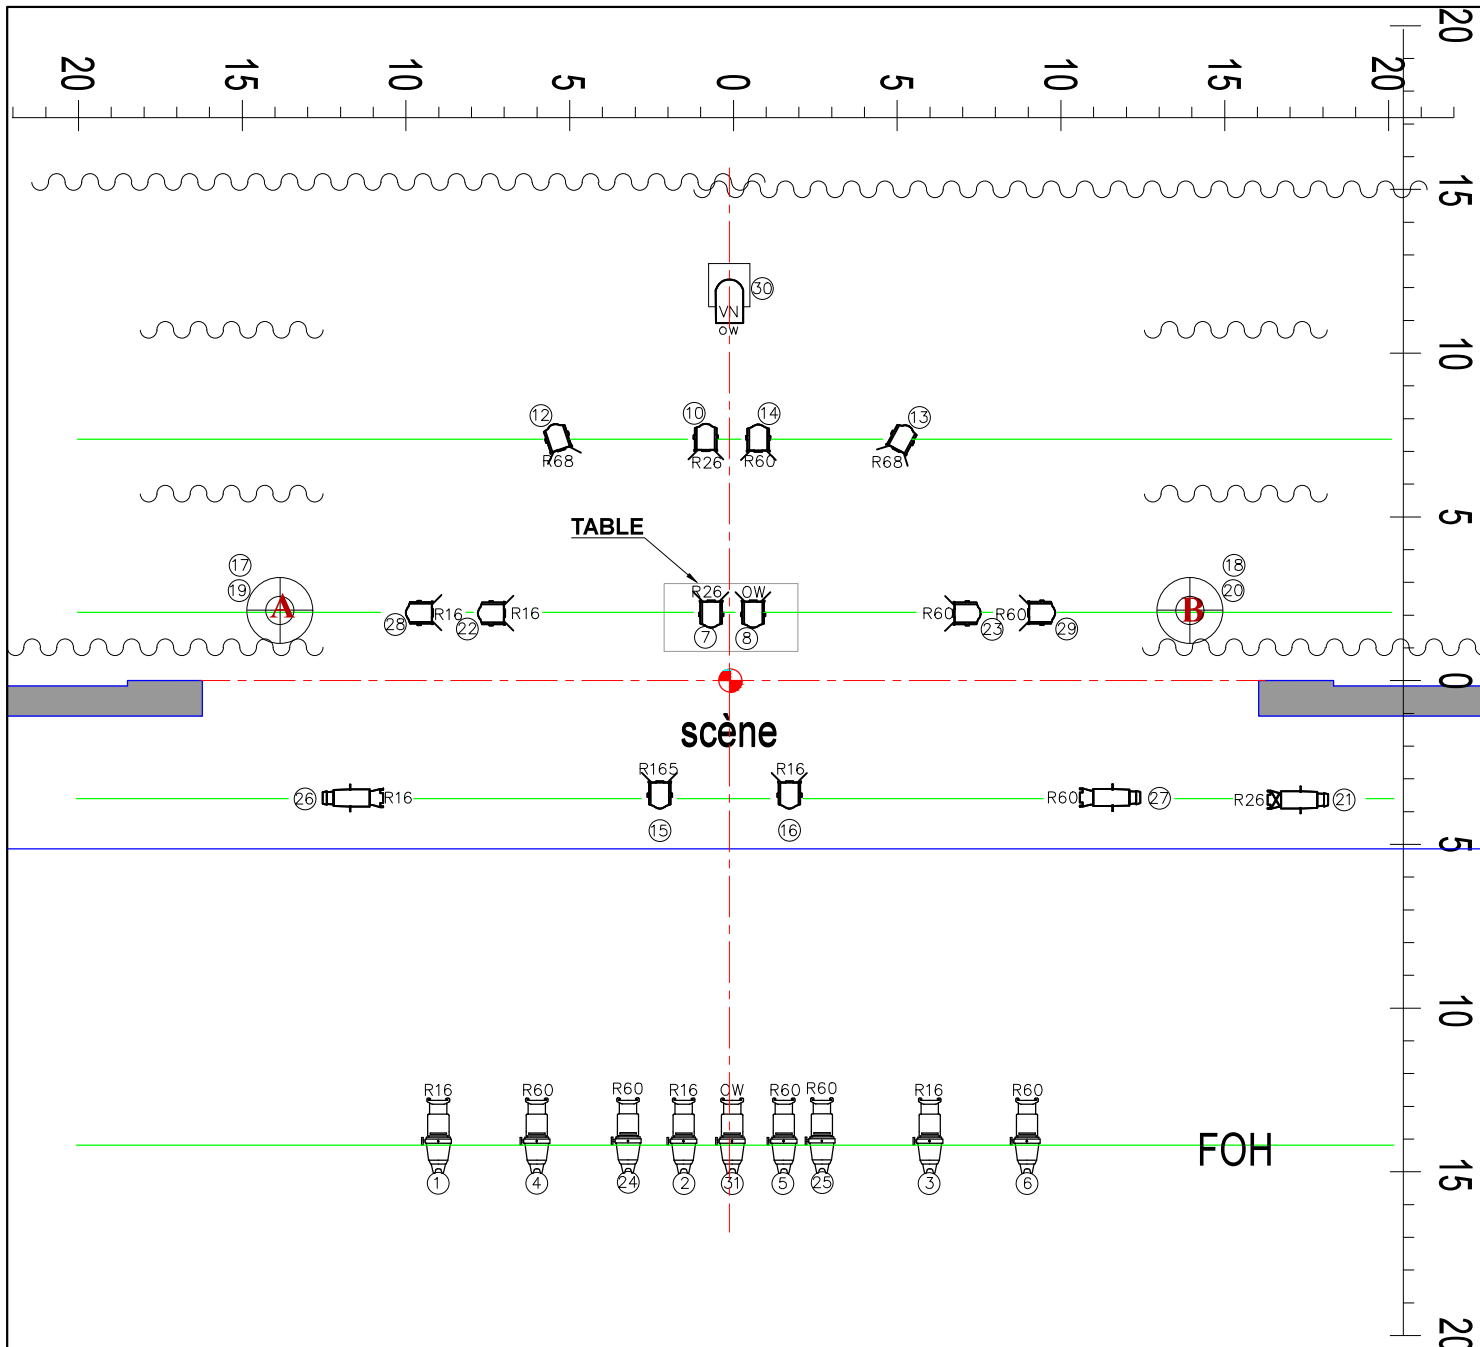 20
20 15 10 5 0 5 10 15 20
15
30
VN
OW
10
12 10 14 13
R68 R26 R60 R68
5
TABLE
17 18
19 A R26 OW B 20
28 R16 22 R16 R60 23 R60 29
7 8
0
scène
R165 R16
26 R16 R60 27 R26 21
15 16
5
10
R16 R60 R60 R16 OW R60 R60 R16 R60
FOH
15
1 4 24 2 31 5 25 3 6
20